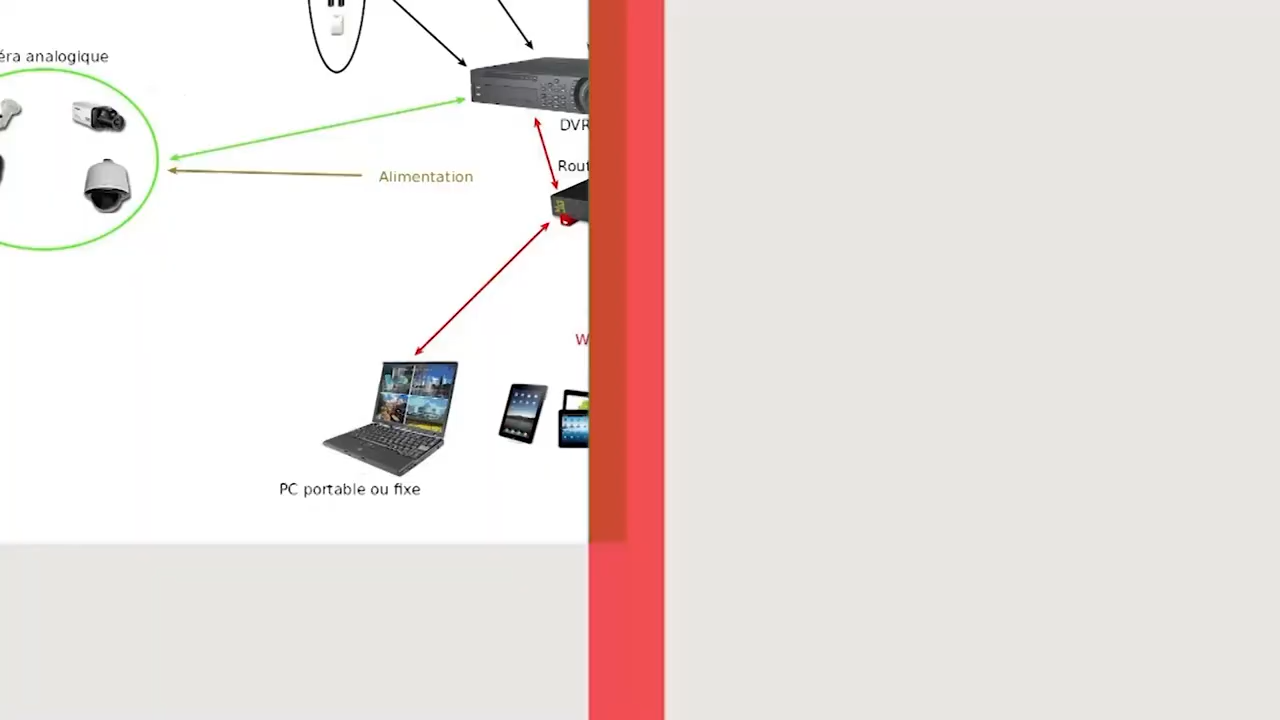 éra analogique
DVR
Rout
Alimentation
W
PC portable ou fixe